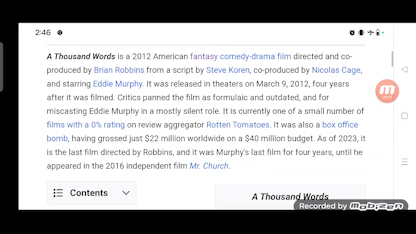 2:46
A Thousand Words is a 2012 American fantasy comedy-drama film directed and co-
produced by Brian Robbins from a script by Steve Koren, co-produced by Nicolas Cage,
and starring Eddie Murphy. It was released in theaters on March 9, 2012, four years
after it was filmed. Critics panned the film as formulaic and outdated, and for
miscasting Eddie Murphy in a mostly silent role. It is currently one of a small number of
films with a 0% rating on review aggregator Rotten Tomatoes. It was also a box office
bomb, having grossed just $22 million worldwide on a $40 million budget. As of 2023, it
is the last film directed by Robbins, and it was Murphy's last film for four years, until he
appeared in the 2016 independent film Mr. Church.
Contents
A Thousand Words
Recorded by Mobizen